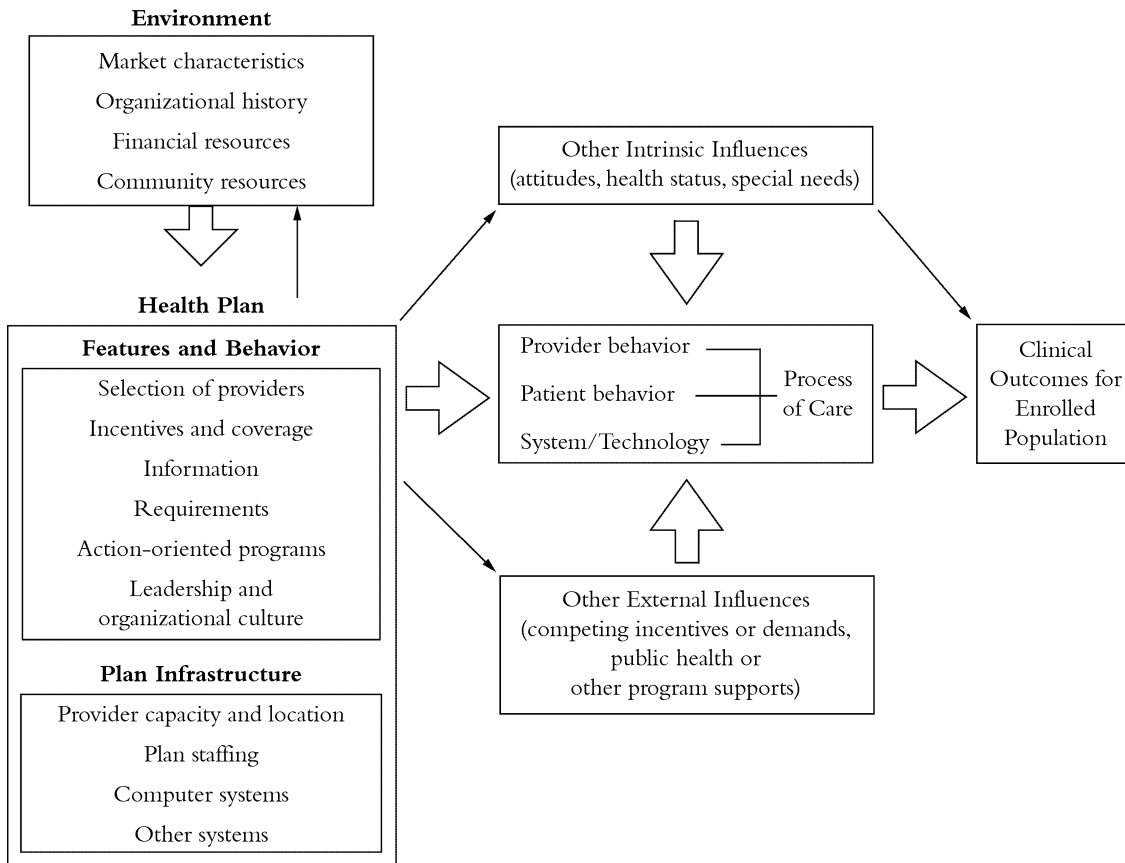 Environment
Market characteristics
Organizational history
Financial resources
Community resources
Health Plan
Features and Behavior
Selection of providers
Incentives and coverage
Information
Requirements
Action-oriented programs
Leadership and
organizational culture
Plan Infrastructure
Provider capacity and location
Plan staffing
Computer systems
Other systems
Other Intrinsic Influences
(attitudes, health status, special needs)
Provider behavior
Patient behavior
System/Technology
Process
of Care
Other External Influences
(competing incentives or demands,
public health or
other program supports)
Clinical
Outcomes for
Enrolled
Population